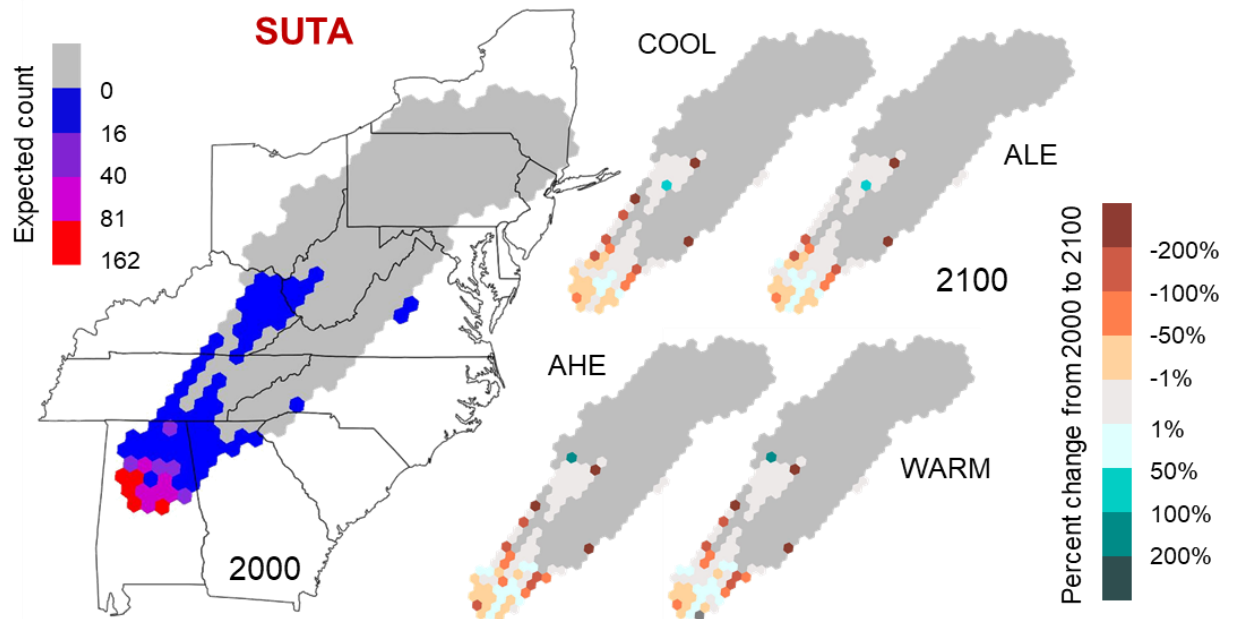 SUTA
Expected count
0
16
40
81
162
2000
COOL
ALE
2100
AHE
WARM
Percent change from 2000 to 2100
-200%
-100%
-50%
-1%
1%
50%
100%
200%